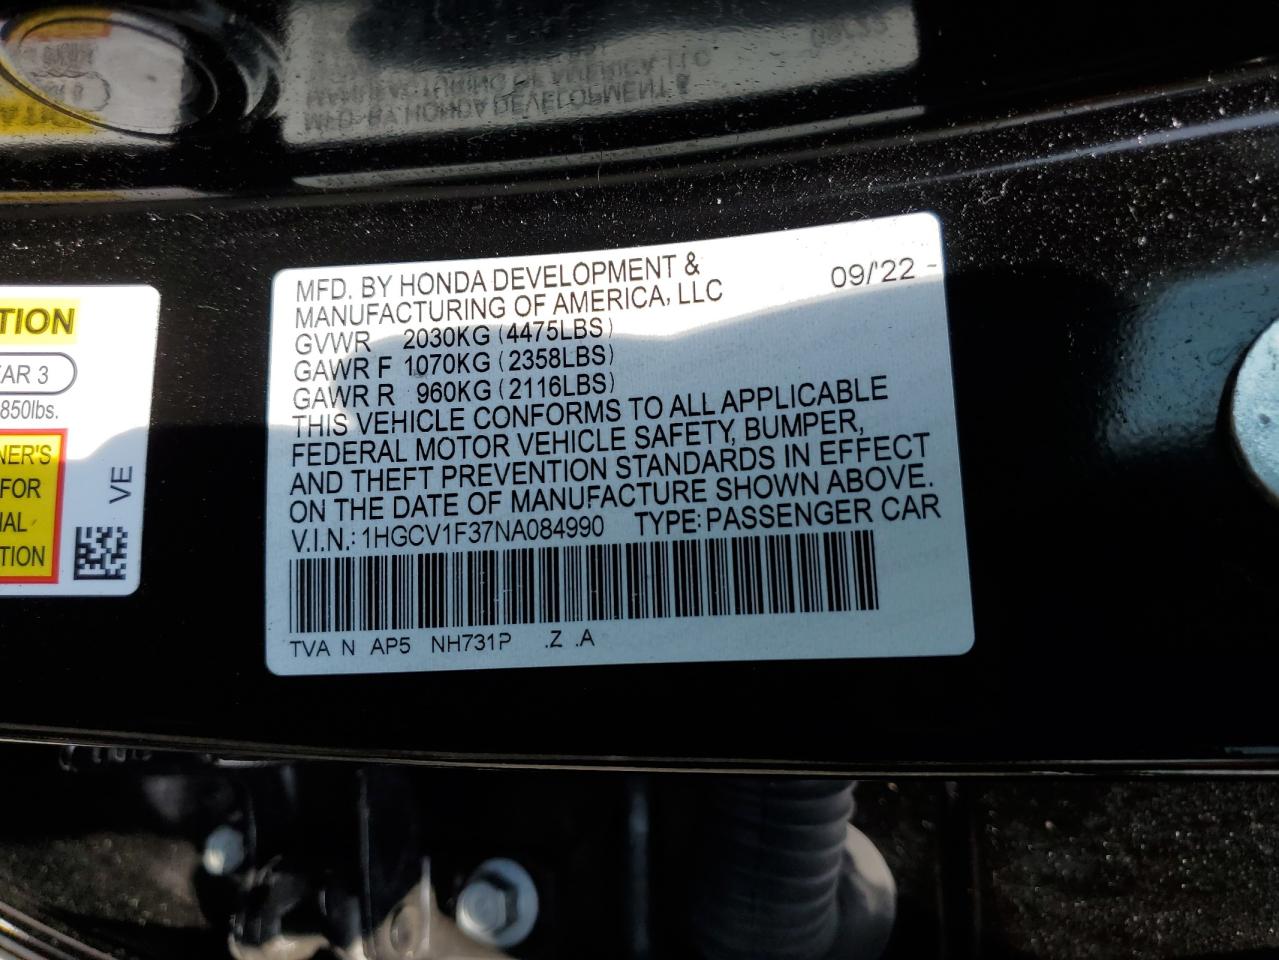 MFD. BY HONDA DEVELOPMENT &
MANUFACTURING OF AMERICA, LLC
09/'22
GVWR 2030KG (4475LBS)
GAWR F 1070KG (2358LBS)
GAWR R 960KG (2116LBS)
THIS VEHICLE CONFORMS TO ALL APPLICABLE
FEDERAL MOTOR VEHICLE SAFETY, BUMPER,
AND THEFT PREVENTION STANDARDS IN EFFECT
ON THE DATE OF MANUFACTURE SHOWN ABOVE.
V.I.N.: 1HGCV1F37NA084990 TYPE: PASSENGER CAR
TVA N AP5 NH731P .Z .A
TION
AR 3
850lbs.
NER'S
FOR
IAL
TION
VE